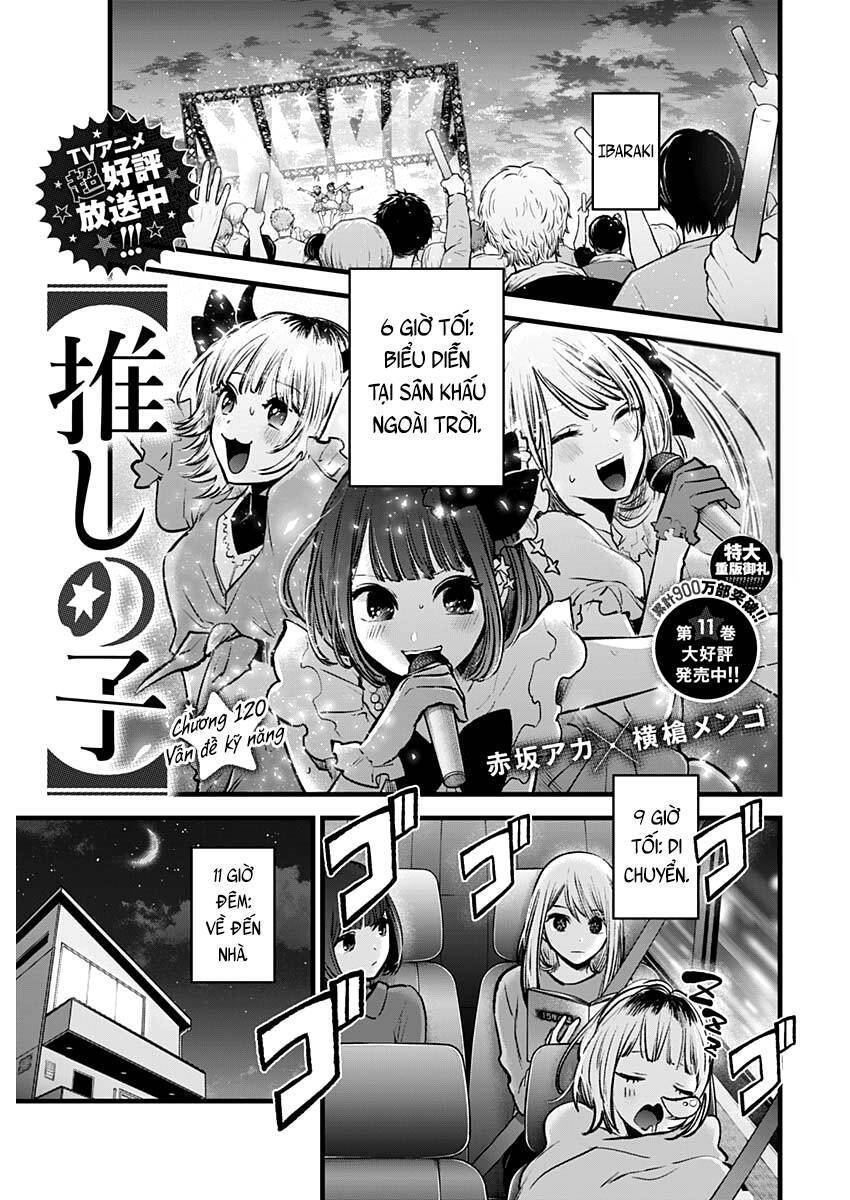 IBARAKI
TVアニメ
超好評
放送中
!!!
6 GIỜ TỐI:
BIỂU DIỄN
TẠI SÂN KHẤU
NGOÀI TRỜI.
推しの子
特大
重版御礼
累計900万部突破!!
第11巻
大好評
発売中!!
Chương 120
Vấn đề kỹ năng
赤坂アカ×横槍メンゴ
9 GIỜ
TỐI: DI
CHUYỂN.
ゴ
ゴ
ゴ
ゴ
11 GIỜ
ĐÊM:
VỀ ĐẾN
NHÀ.